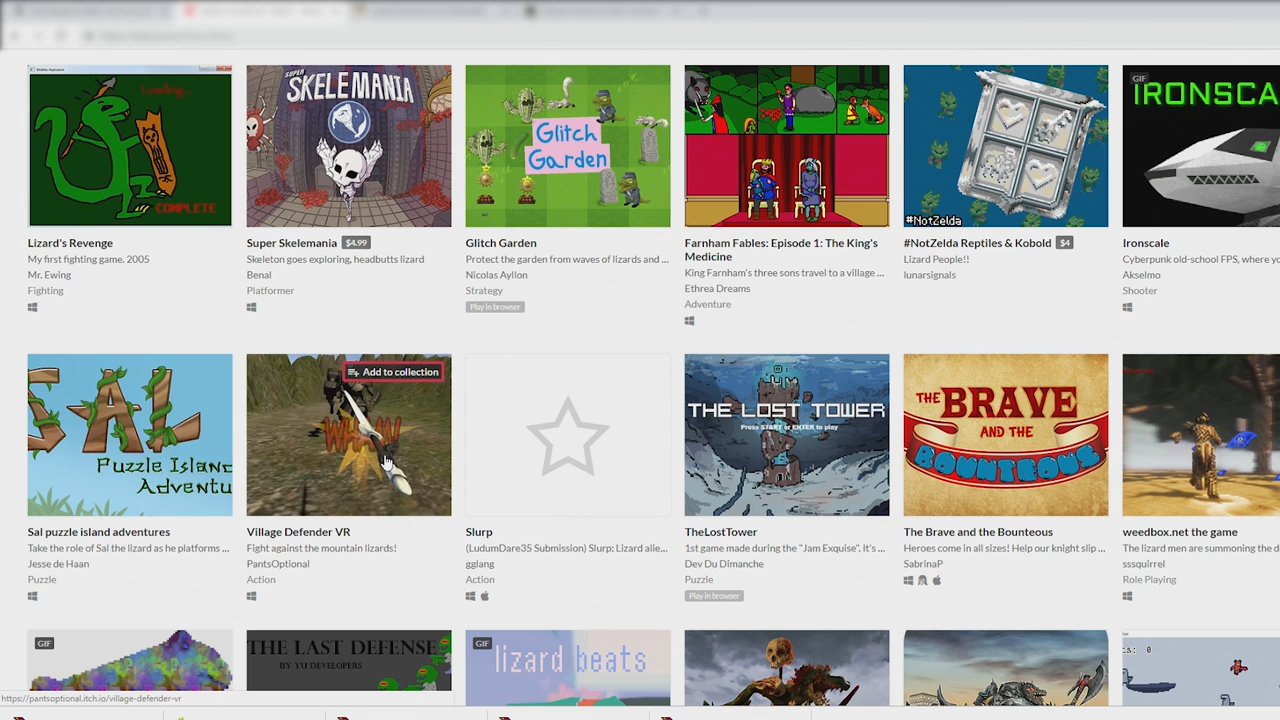 Loading...
COMPLETE
SUPER
SKELEMANIA
Glitch
Garden
#NotZelda
GIF
IRONSCA
Lizard's Revenge
My first fighting game. 2005
Mr. Ewing
Fighting
Super Skelemania $4.99
Skeleton goes exploring, headbutts lizard
Benal
Platformer
Glitch Garden
Protect the garden from waves of lizards and ...
Nicolas Ayllon
Strategy
Play in browser
Farnham Fables: Episode 1: The King's
Medicine
King Farnham's three sons travel to a village ...
Ethrea Dreams
Adventure
#NotZelda Reptiles & Kobold $4
Lizard People!!
lunarsignals
Ironscale
Cyberpunk old-school FPS, where yo
Akselmo
Shooter
SAL
Puzzle Island
Adventu
Add to collection
THE LOST TOWER
Press START or ENTER to play
THE BRAVE
AND THE
BOUNTEOUS
Sal puzzle island adventures
Take the role of Sal the lizard as he platforms ...
Jesse de Haan
Puzzle
Village Defender VR
Fight against the mountain lizards!
PantsOptional
Action
Slurp
(LudumDare35 Submission) Slurp: Lizard alie...
gglang
Action
TheLostTower
1st game made during the "Jam Exquise". It's ...
Dev Du Dimanche
Puzzle
Play in browser
The Brave and the Bounteous
Heroes come in all sizes! Help our knight slip ...
SabrinaP
weedbox.net the game
The lizard men are summoning the d
sssquirrel
Role Playing
GIF
THE LAST DEFENSE
BY YU DEVELOPERS
GIF
lizard beats
https://pantsoptional.itch.io/village-defender-vr